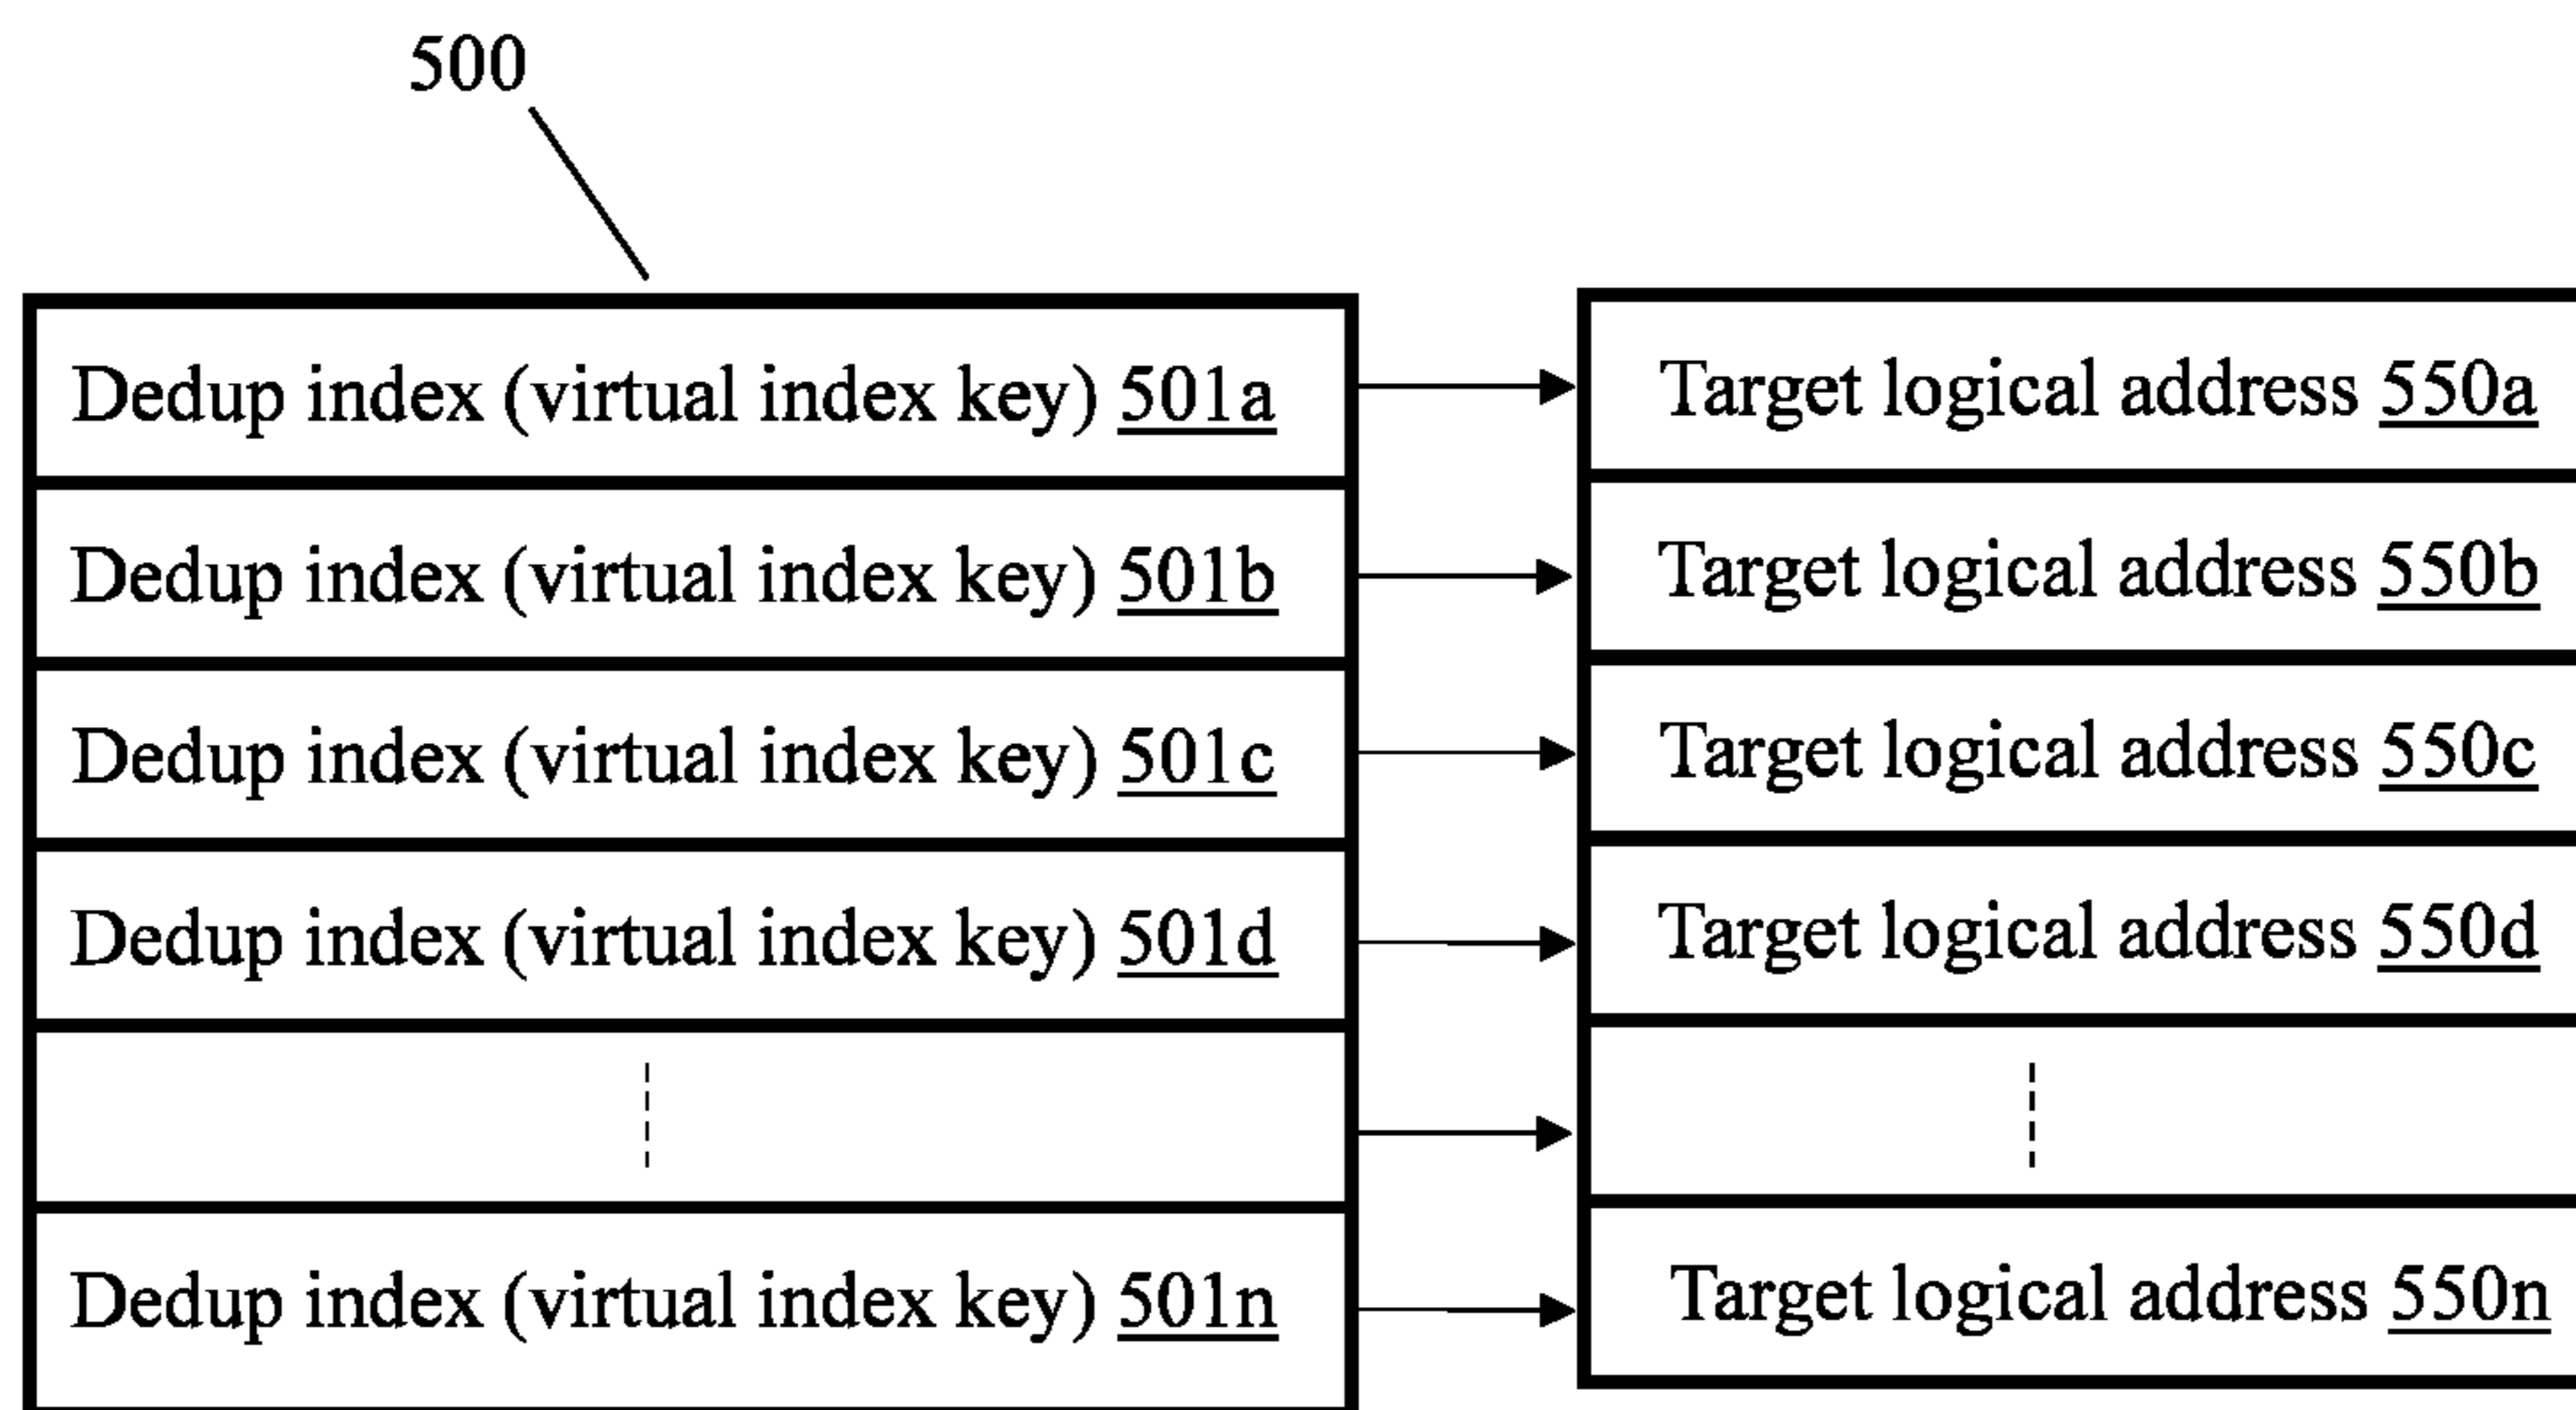 500
Dedup index (virtual index key) 501a
Target logical address 550a
Dedup index (virtual index key) 501b
Target logical address 550b
Dedup index (virtual index key) 501c
Target logical address 550c
Dedup index (virtual index key) 501d
Target logical address 550d
Dedup index (virtual index key) 501n
Target logical address 550n